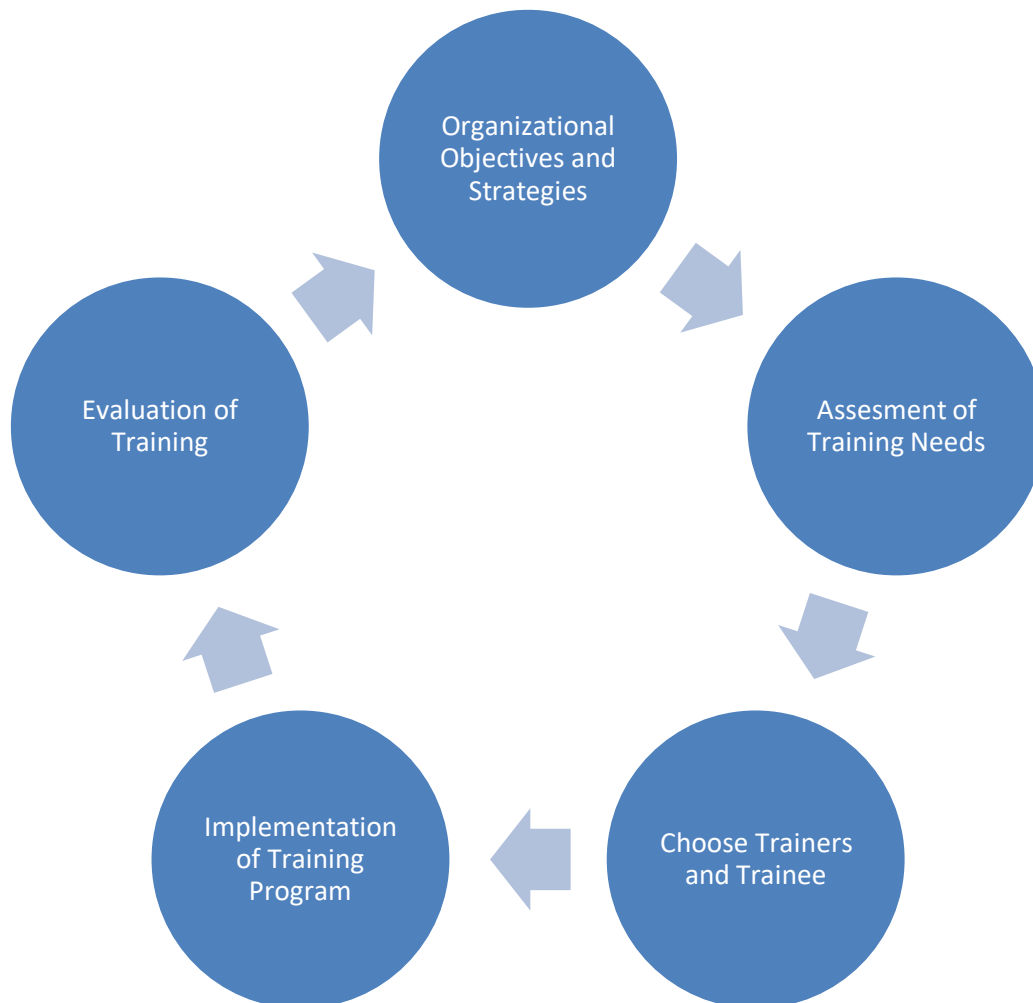 Organizational
Objectives and
Strategies
Assesment of
Training Needs
Choose Trainers
and Trainee
Implementation
of Training
Program
Evaluation of
Training